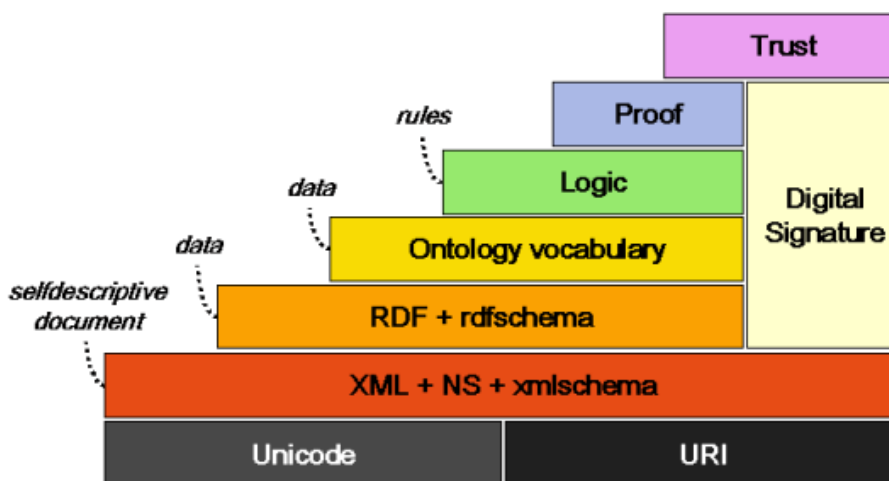 Trust
rules
Proof
data
Logic
Digital
Signature
data
Ontology vocabulary
selfdescriptive
document
RDF + rdfschema
XML + NS + xmlschema
Unicode
URI